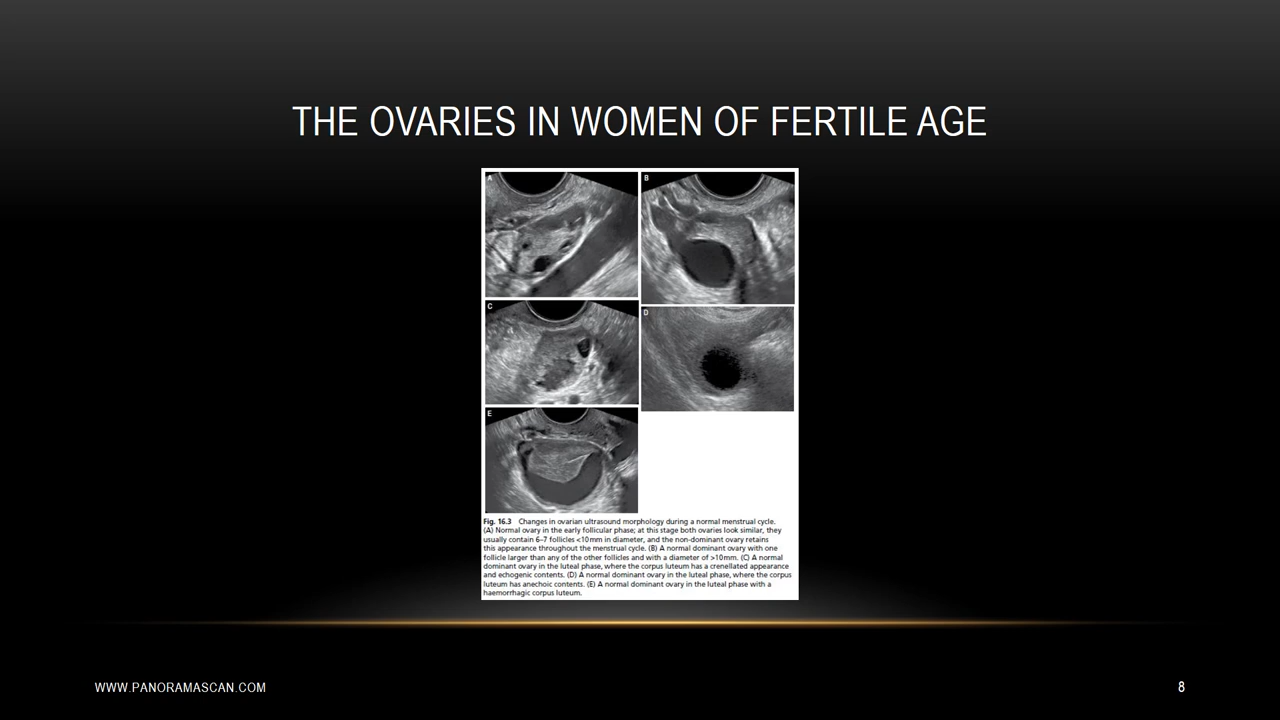 THE OVARIES IN WOMEN OF FERTILE AGE
A
B
C
D
E
Fig. 16.3 Changes in ovarian ultrasound morphology during a normal menstrual cycle.
(A) Normal ovary in the early follicular phase; at this stage both ovaries look similar, they
usually contain 6–7 follicles <10mm in diameter, and the non-dominant ovary retains
this appearance throughout the menstrual cycle. (B) A normal dominant ovary with one
follicle larger than any of the other follicles and with a diameter of >10mm. (C) A normal
dominant ovary in the luteal phase, where the corpus luteum has a crenellated appearance
and echogenic contents. (D) A normal dominant ovary in the luteal phase, where the corpus
luteum has anechoic contents. (E) A normal dominant ovary in the luteal phase with a
haemorrhagic corpus luteum.
WWW.PANORAMASCAN.COM
8